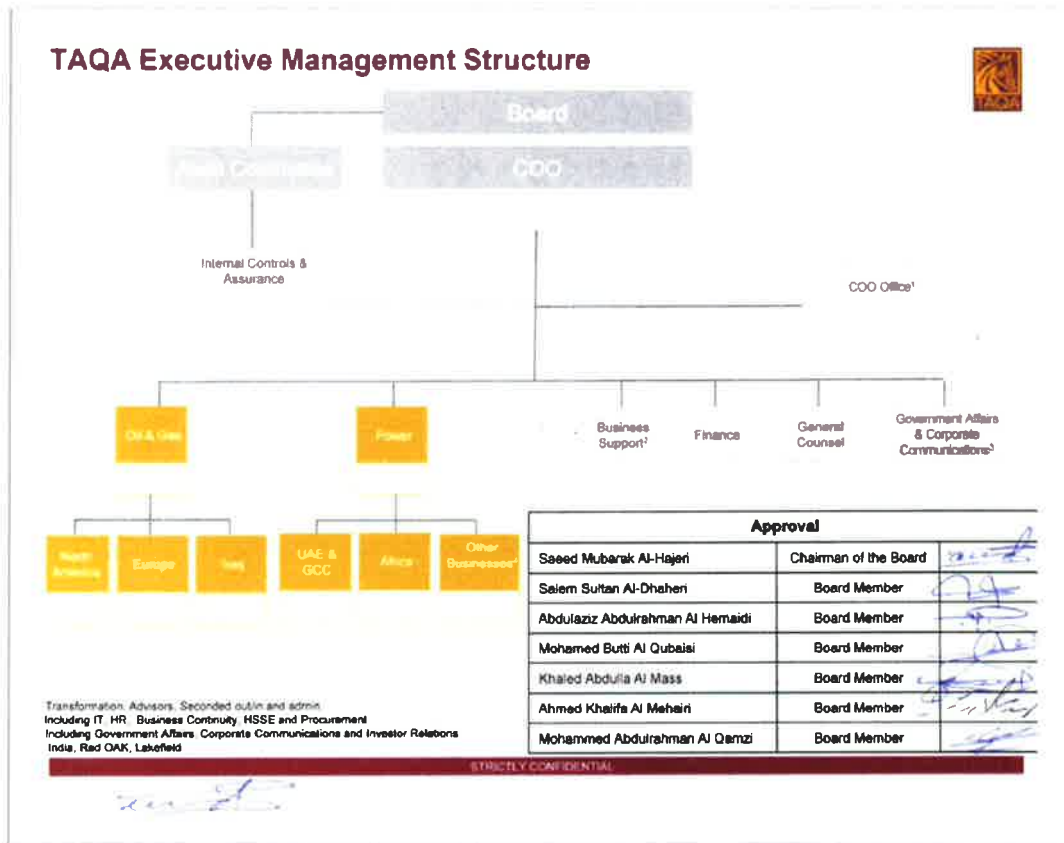 TAQA Executive Management Structure
TAQA
Board
Audit Committee
COO
Internal Controls &
Assurance
COO Office¹
Oil & Gas
Power
Business
Support²
Finance
General
Counsel
Government Affairs
& Corporate
Communications³
North
America
Europe
Iraq
UAE &
GCC
Africa
Other
Businesses⁴
Approval
Saeed Mubarak Al-Hajeri Chairman of the Board
Salem Sultan Al-Dhaheri Board Member
Abdulaziz Abdulrahman Al Hemaidi Board Member
Mohamed Butti Al Qubaisi Board Member
Khaled Abdulla Al Mass Board Member
Ahmed Khalifa Al Mehairi Board Member
Mohammed Abdulrahman Al Qamzi Board Member
Transformation, Advisors, Seconded out/in and admin
Including IT, HR, Business Continuity, HSSE and Procurement
Including Government Affairs, Corporate Communications and Investor Relations
India, Red OAK, Lakefield
STRICTLY CONFIDENTIAL